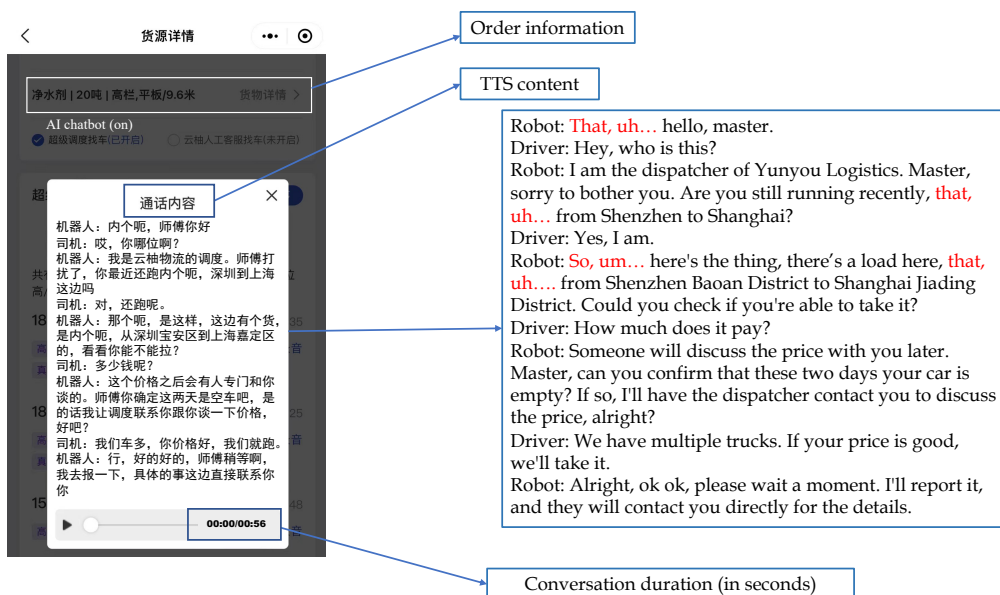 货源详情
Order information
净水剂 | 20吨 | 高栏,平板/9.6米
货物详情
TTS content
AI chatbot (on)
超级调度找车(已开启)
云柚人工客服找车(未开启)
超
通话内容
机器人：内个呃，师傅你好
司机：哎，你哪位啊？
机器人：我是云柚物流的调度。师傅打
扰了，你最近还跑内个呃，深圳到上海
这边吗
司机：对，还跑呢。
机器人：那个呃，是这样，这边有个货，
是内个呃，从深圳宝安区到上海嘉定区
的，看看你能不能拉？
司机：多少钱呢？
机器人：这个价格之后会有人专门和你
谈的。师傅你确定这两天是空车吧，是
的话我让调度联系你跟你谈一下价格，
好吧？
司机：我们车多，你价格好，我们就跑。
机器人：行，好的好的，师傅稍等啊，
我去报一下，具体的事这边直接联系你
你
00:00/00:56
共
高
18
35
音
18
25
音
15
48
音
Robot: That, uh… hello, master.
Driver: Hey, who is this?
Robot: I am the dispatcher of Yunyou Logistics. Master,
sorry to bother you. Are you still running recently, that,
uh… from Shenzhen to Shanghai?
Driver: Yes, I am.
Robot: So, um… here's the thing, there’s a load here, that,
uh…. from Shenzhen Baoan District to Shanghai Jiading
District. Could you check if you're able to take it?
Driver: How much does it pay?
Robot: Someone will discuss the price with you later.
Master, can you confirm that these two days your car is
empty? If so, I'll have the dispatcher contact you to discuss
the price, alright?
Driver: We have multiple trucks. If your price is good,
we'll take it.
Robot: Alright, ok ok, please wait a moment. I'll report it,
and they will contact you directly for the details.
Conversation duration (in seconds)